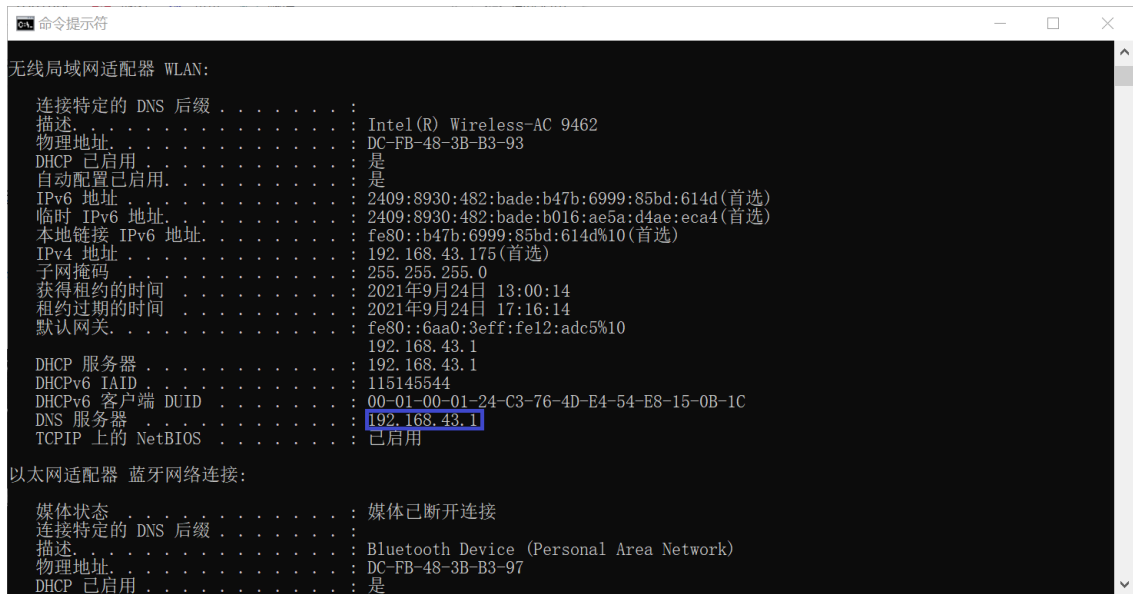 命令提示符
无线局域网适配器 WLAN:
连接特定的 DNS 后缀 . . . . . . . :
描述. . . . . . . . . . . . . . . : Intel(R) Wireless-AC 9462
物理地址. . . . . . . . . . . . . : DC-FB-48-3B-B3-93
DHCP 已启用 . . . . . . . . . . . : 是
自动配置已启用. . . . . . . . . . : 是
IPv6 地址 . . . . . . . . . . . . : 2409:8930:482:bade:b47b:6999:85bd:614d(首选)
临时 IPv6 地址. . . . . . . . . . : 2409:8930:482:bade:b016:ae5a:d4ae:eca4(首选)
本地链接 IPv6 地址. . . . . . . . : fe80::b47b:6999:85bd:614d%10(首选)
IPv4 地址 . . . . . . . . . . . . : 192.168.43.175(首选)
子网掩码 . . . . . . . . . . . . : 255.255.255.0
获得租约的时间 . . . . . . . . . : 2021年9月24日 13:00:14
租约过期的时间 . . . . . . . . . : 2021年9月24日 17:16:14
默认网关. . . . . . . . . . . . . : fe80::6aa0:3eff:fe12:adc5%10
192.168.43.1
DHCP 服务器 . . . . . . . . . . . : 192.168.43.1
DHCPv6 IAID . . . . . . . . . . . : 115145544
DHCPv6 客户端 DUID . . . . . . . : 00-01-00-01-24-C3-76-4D-E4-54-E8-15-0B-1C
DNS 服务器 . . . . . . . . . . . : 192.168.43.1
TCPIP 上的 NetBIOS . . . . . . . : 已启用
以太网适配器 蓝牙网络连接:
媒体状态 . . . . . . . . . . . . : 媒体已断开连接
连接特定的 DNS 后缀 . . . . . . . :
描述. . . . . . . . . . . . . . . : Bluetooth Device (Personal Area Network)
物理地址. . . . . . . . . . . . . : DC-FB-48-3B-B3-97
DHCP 已启用 . . . . . . . . . . . : 是